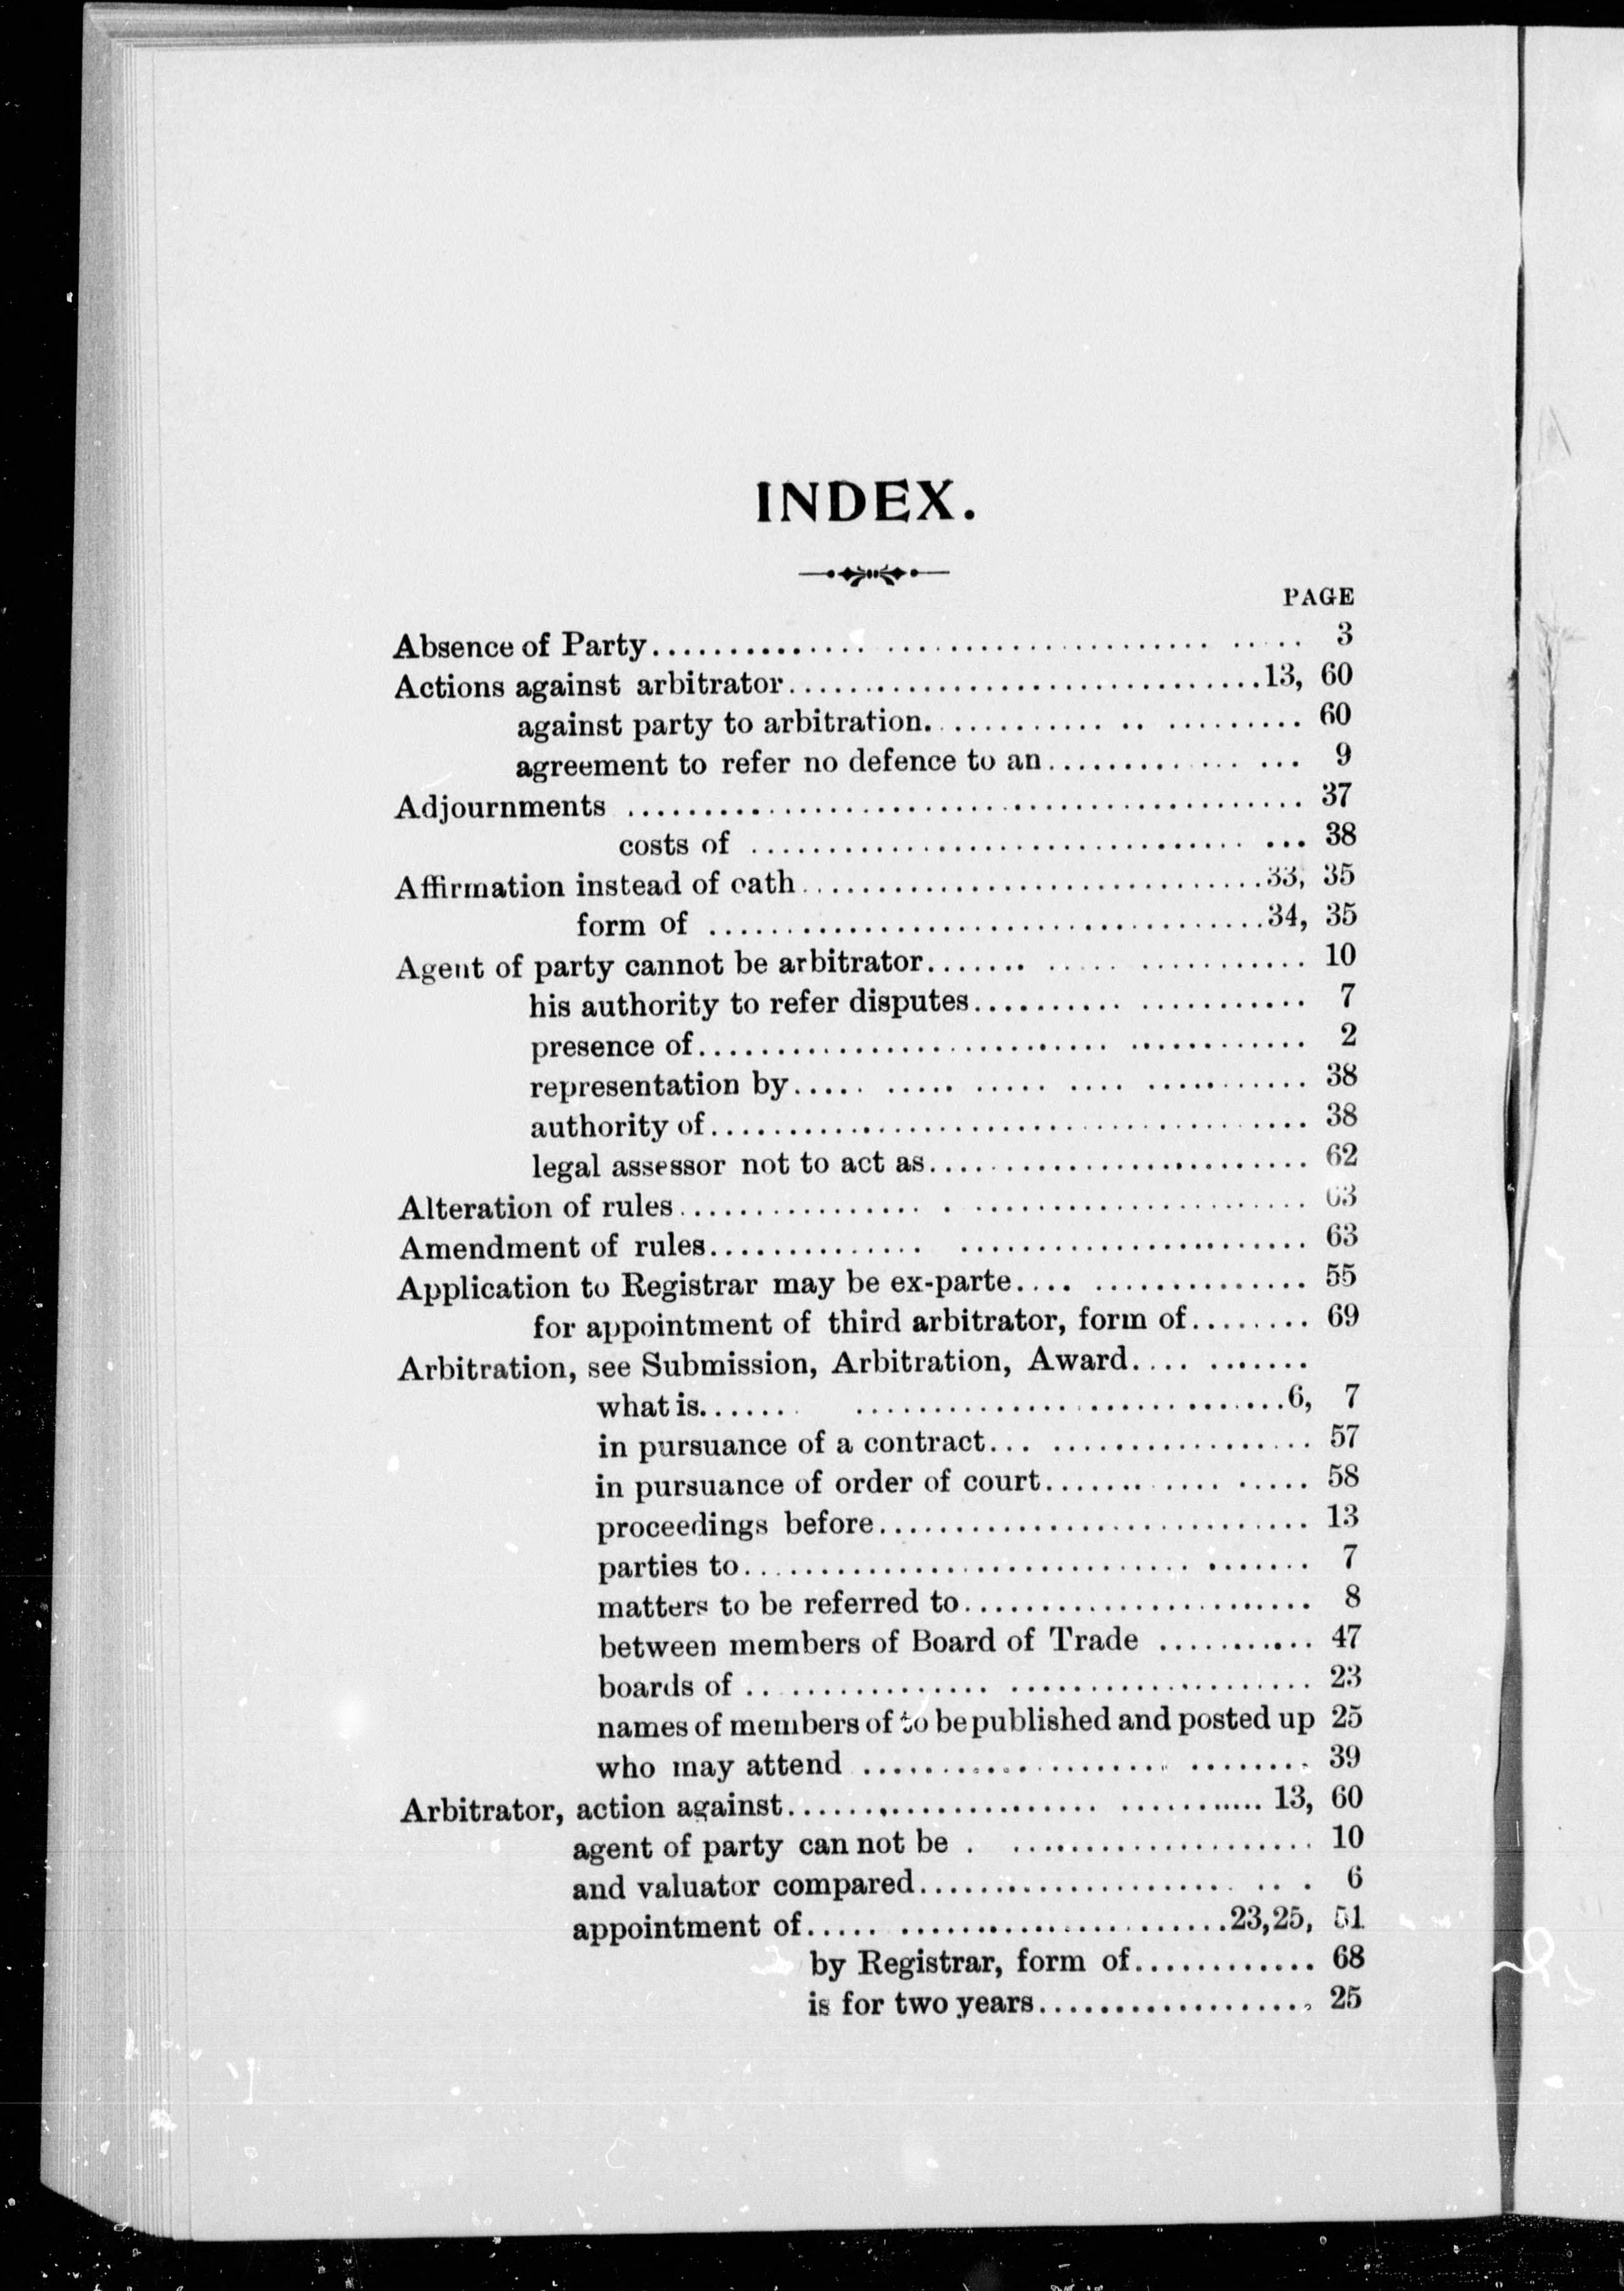 INDEX.
PAGE
Absence of Party........................................ 3
Actions against arbitrator..............................13, 60
against party to arbitration........................ 60
agreement to refer no defence to an................ 9
Adjournments ............................................ 37
costs of ................................... 38
Affirmation instead of oath..............................33, 35
form of ....................................34, 35
Agent of party cannot be arbitrator....................... 10
his authority to refer disputes..................... 7
presence of....................................... 2
representation by................................ 38
authority of....................................... 38
legal assessor not to act as......................... 62
Alteration of rules....................................... 63
Amendment of rules..................................... 63
Application to Registrar may be ex-parte.................. 55
for appointment of third arbitrator, form of........ 69
Arbitration, see Submission, Arbitration, Award...........
what is...................................6, 7
in pursuance of a contract.................... 57
in pursuance of order of court................ 58
proceedings before............................ 13
parties to.................................... 7
matters to be referred to....................... 8
between members of Board of Trade ........... 47
boards of .................................... 23
names of members of to be published and posted up 25
who may attend ............................. 39
Arbitrator, action against............................... 13, 60
agent of party can not be . .................... 10
and valuator compared........................ 6
appointment of...........................23,25, 51
by Registrar, form of............ 68
is for two years.................. 25